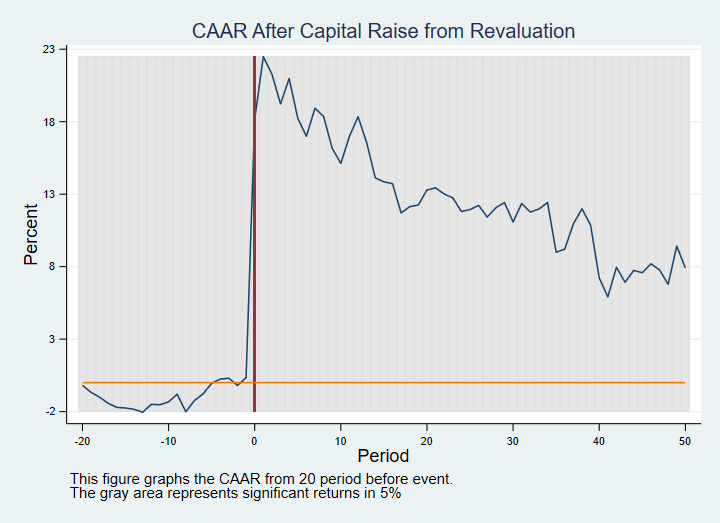 CAAR After Capital Raise from Revaluation
23
18
13
8
3
-2
Percent
-20 -10 0 10 20 30 40 50
Period
This figure graphs the CAAR from 20 period before event.
The gray area represents significant returns in 5%